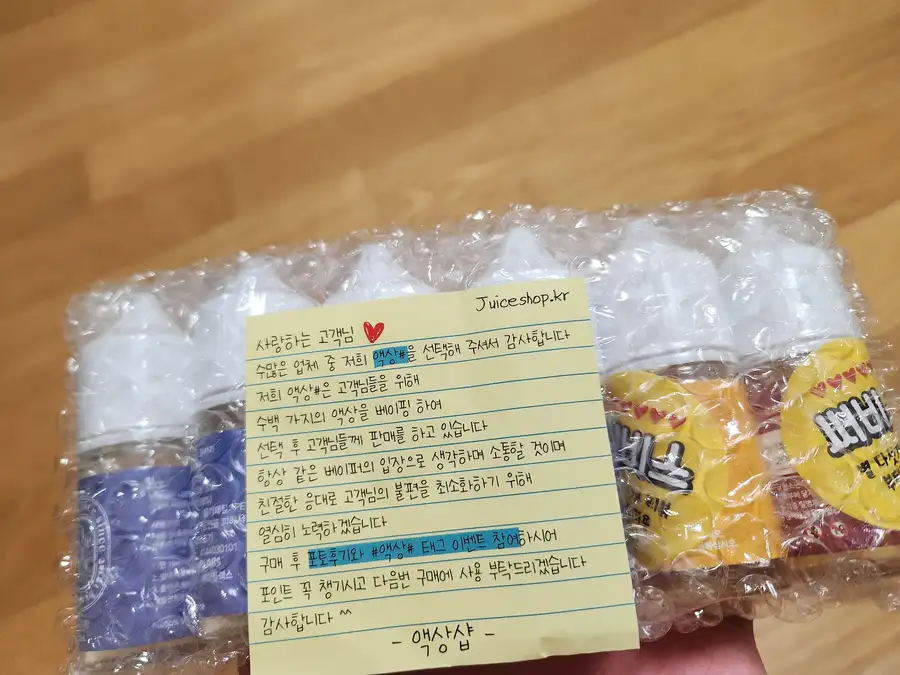 Juiceshop.kr
사랑하는 고객님
수많은 업체 중 저희 액상#을 선택해 주셔서 감사합니다
저희 액상#은 고객님들을 위해
수백 가지의 액상을 베이핑 하여
선택 후 고객님들께 판매를 하고 있습니다
항상 같은 베이퍼의 입장으로 생각하며 소통할 것이며
친절한 응대로 고객님의 불편을 최소화하기 위해
열심히 노력하겠습니다
구매 후 포토후기와 #액상# 태그 이벤트 참여하시어
포인트 꼭 챙기시고 다음번 구매에 사용 부탁드리겠습니다
감사합니다 ^^
- 액상샵 -